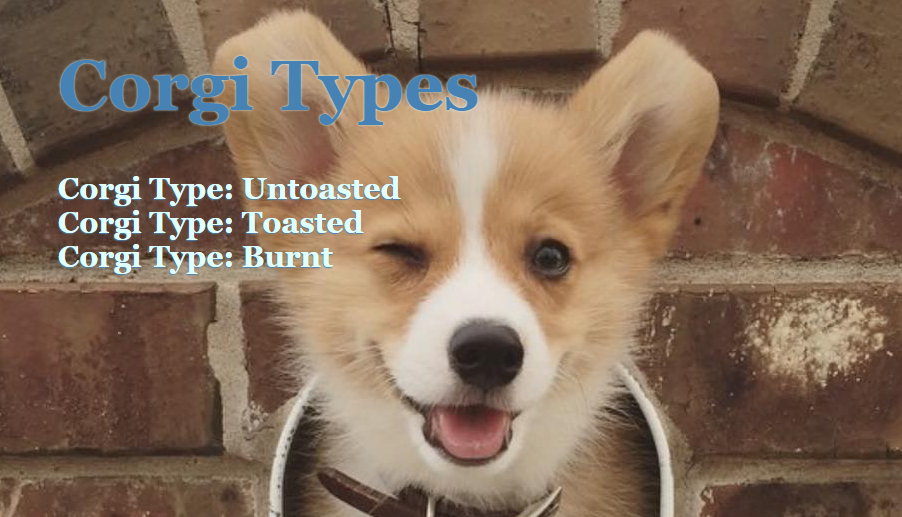 Corgi Types
Corgi Type: Untoasted
Corgi Type: Toasted
Corgi Type: Burnt